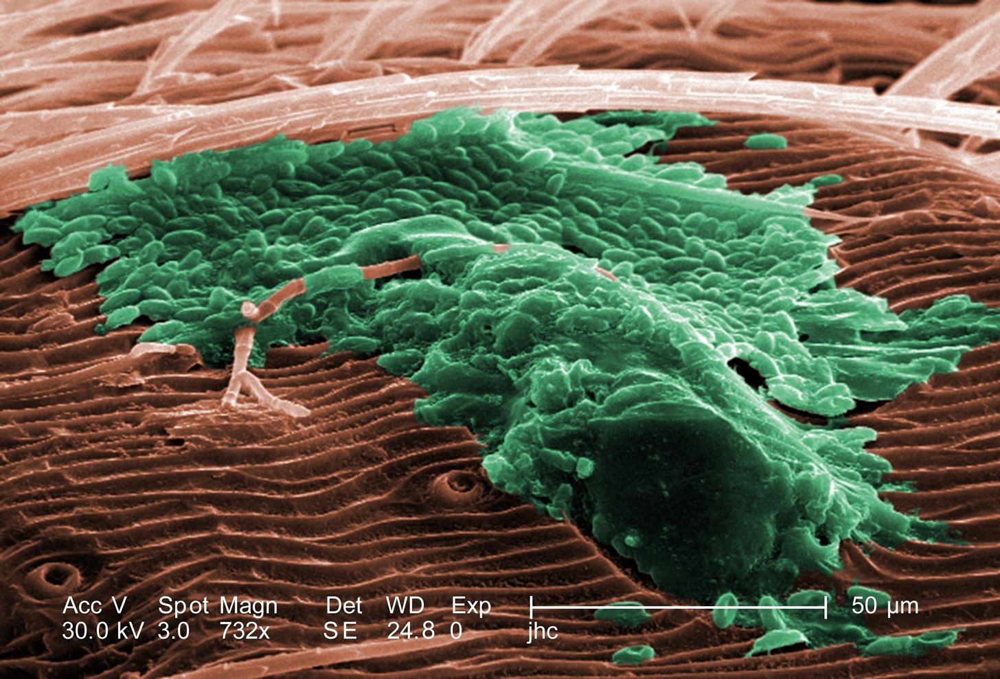 Acc V Spot Magn Det WD Exp 50 µm
30.0 kV 3.0 732x SE 24.8 0 jhc